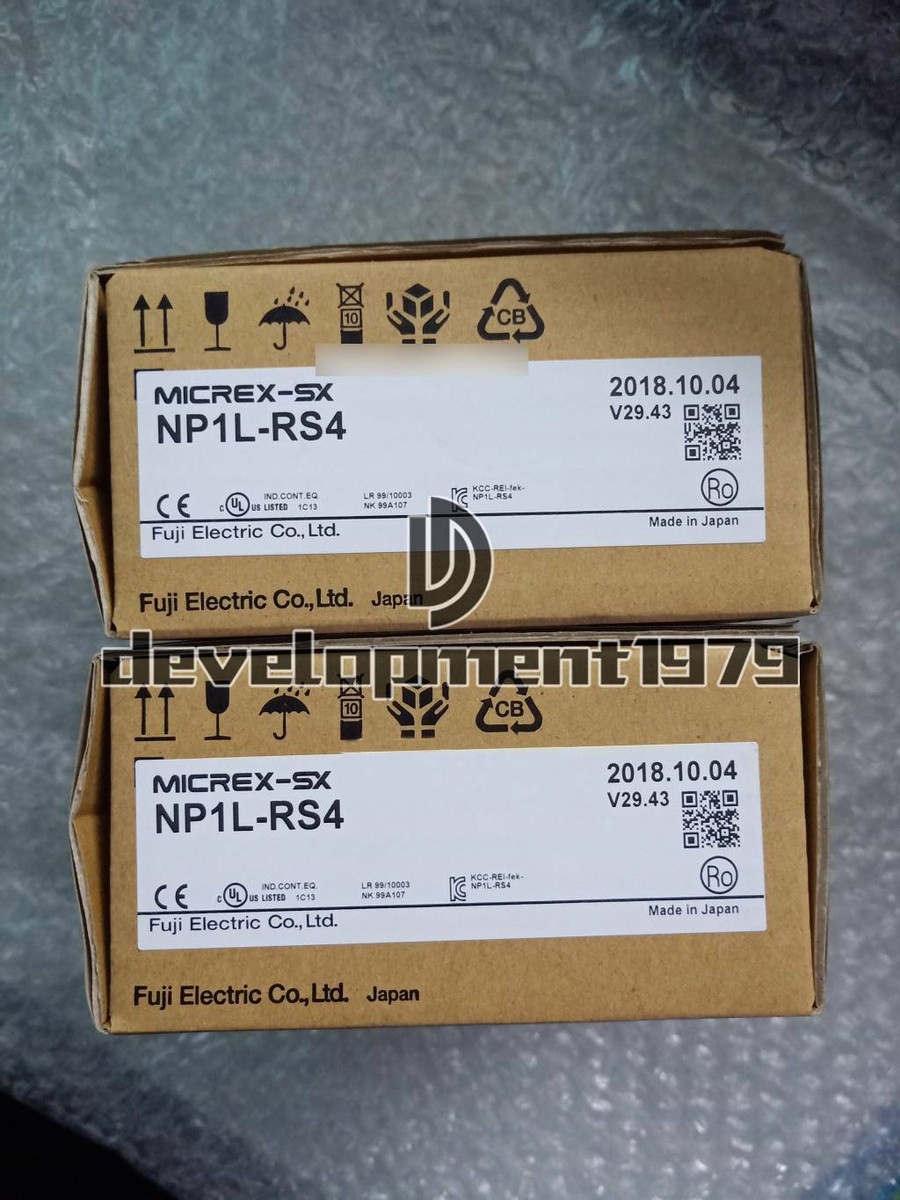 10
CB
MICREX-SX
2018.10.04
NP1L-RS4
V29.43
Ro
CE
c UL US LISTED
IND.CONT.EQ.
1C13
LR 99/10003
NK 99A107
KCC-REI-fek-
NP1L-RS4
Fuji Electric Co.,Ltd.
Made in Japan
Fuji Electric Co.,Ltd. Japan
development1979
10
CB
MICREX-SX
2018.10.04
NP1L-RS4
V29.43
Ro
CE
c UL US LISTED
IND.CONT.EQ.
1C13
LR 99/10003
NK 99A107
KCC-REI-fek-
NP1L-RS4
Fuji Electric Co.,Ltd.
Made in Japan
Fuji Electric Co.,Ltd. Japan